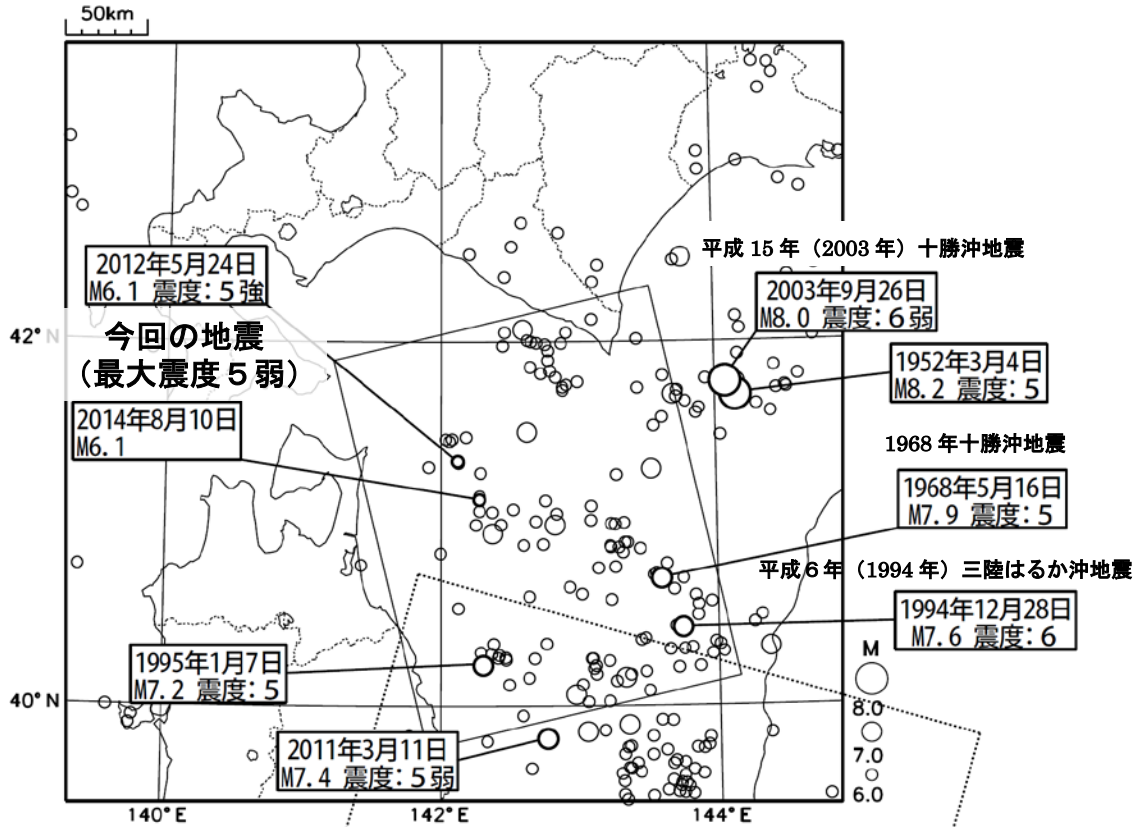 50km
平成 15 年（2003 年）十勝沖地震
2012年5月24日
M6.1 震度:5強
2003年9月26日
M8.0 震度:6弱
42°N
今回の地震
（最大震度５弱）
1952年3月4日
M8.2 震度:5
2014年8月10日
M6.1
1968 年十勝沖地震
1968年5月16日
M7.9 震度:5
平成 6 年（1994 年）三陸はるか沖地震
1994年12月28日
M7.6 震度:6
1995年1月7日
M7.2 震度:5
M
8.0
7.0
6.0
40°N
2011年3月11日
M7.4 震度:5弱
140°E
142°E
144°E